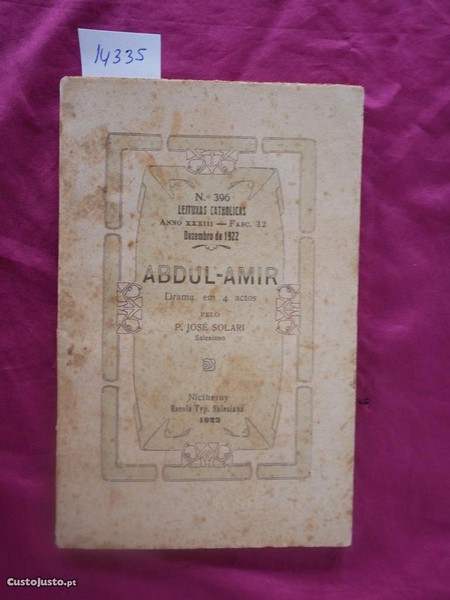 14335
N.º 396
LEITURAS CATHOLICAS
ANNO XXXIII — FASC. 12
Dezembro de 1922
ABDUL-AMIR
Drama em 4 actos
PELO
P. JOSÉ SOLARI
Salesiano
Nictheroy
Escola Typ. Salesiana
1922
CustoJusto.pt